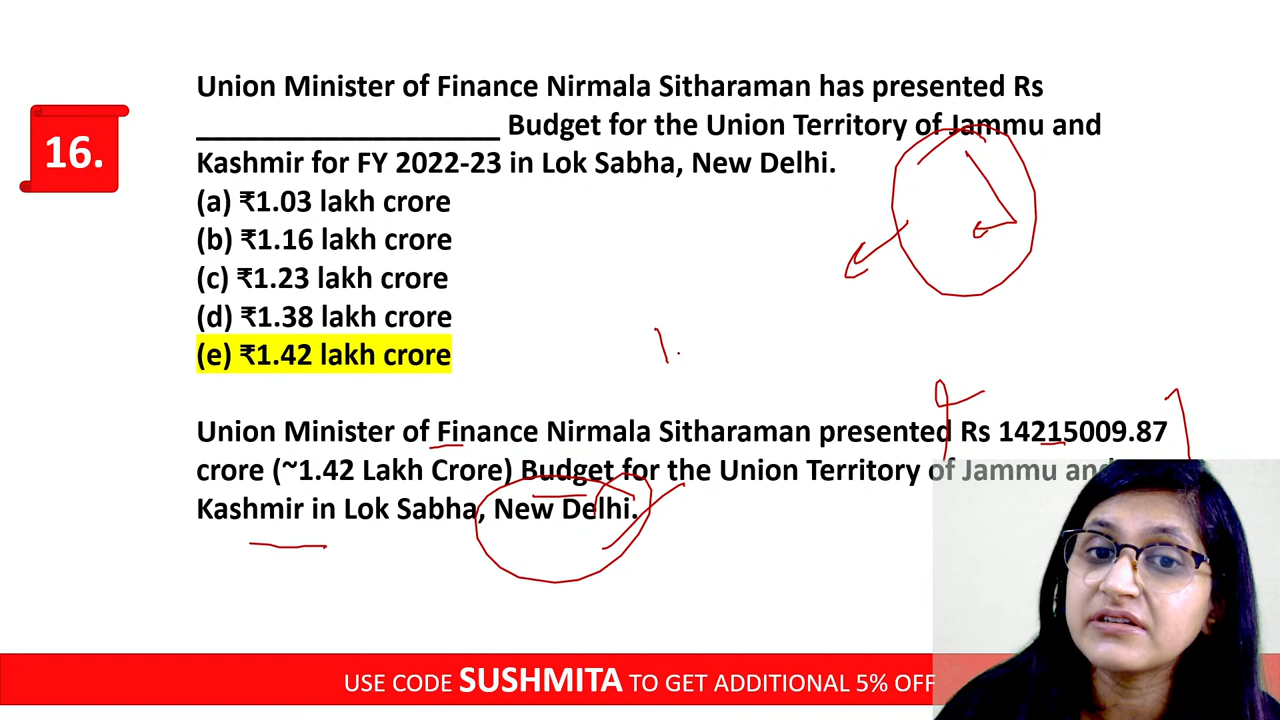 16.
Union Minister of Finance Nirmala Sitharaman has presented Rs
____________________ Budget for the Union Territory of Jammu and
Kashmir for FY 2022-23 in Lok Sabha, New Delhi.
(a) ₹1.03 lakh crore
(b) ₹1.16 lakh crore
(c) ₹1.23 lakh crore
(d) ₹1.38 lakh crore
(e) ₹1.42 lakh crore
Union Minister of Finance Nirmala Sitharaman presented Rs 14215009.87
crore (~1.42 Lakh Crore) Budget for the Union Territory of Jammu and
Kashmir in Lok Sabha, New Delhi.
USE CODE SUSHMITA TO GET ADDITIONAL 5% OFF